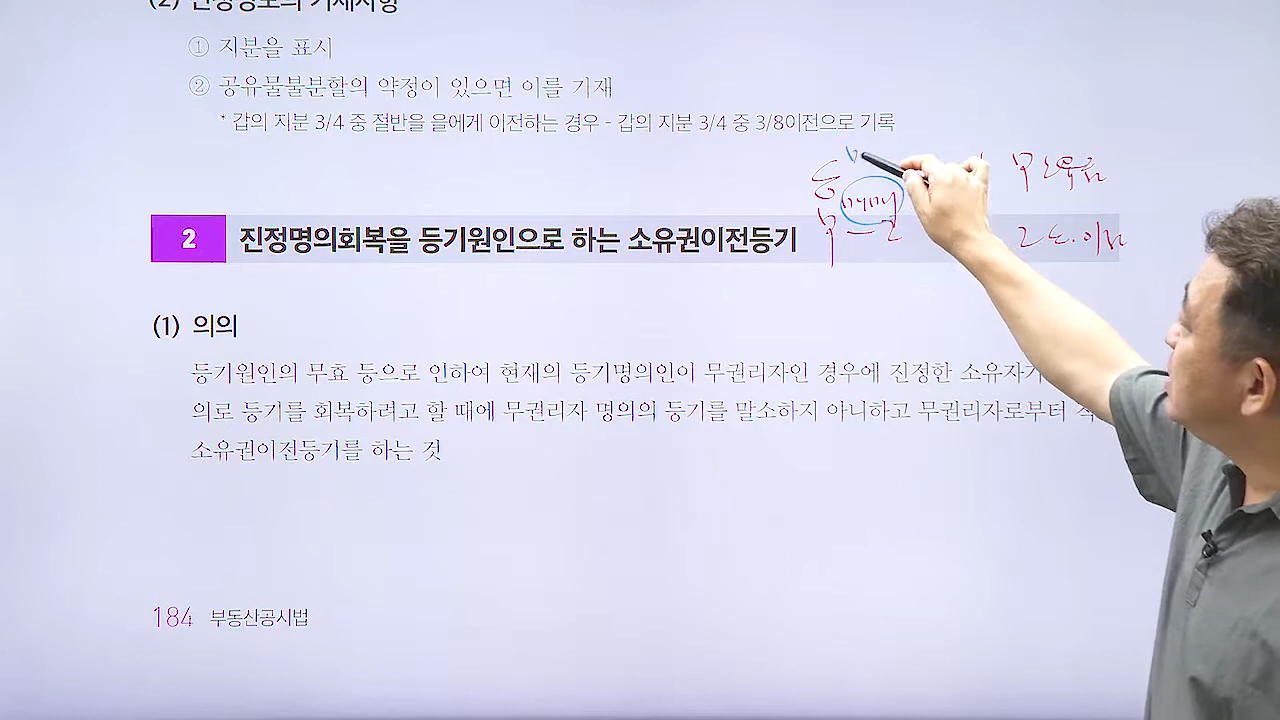 ① 지분을 표시
② 공유물불분할의 약정이 있으면 이를 기재
* 갑의 지분 3/4 중 절반을 을에게 이전하는 경우 - 갑의 지분 3/4 중 3/8이전으로 기록
등
매매
2 진정명의회복을 등기원인으로 하는 소유권이전등기
(1) 의의
등기원인의 무효 등으로 인하여 현재의 등기명의인이 무권리자인 경우에 진정한 소유자가
의로 등기를 회복하려고 할 때에 무권리자 명의의 등기를 말소하지 아니하고 무권리자로부터
소유권이전등기를 하는 것
184 부동산공시법